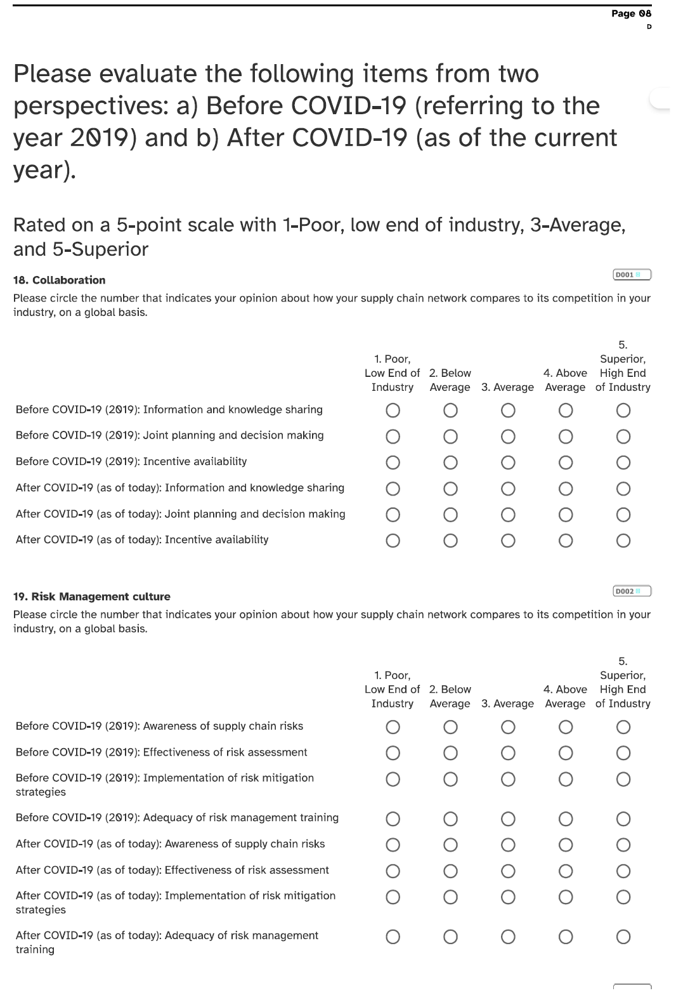 Page 08
D
Please evaluate the following items from two
perspectives: a) Before COVID-19 (referring to the
year 2019) and b) After COVID-19 (as of the current
year).
Rated on a 5-point scale with 1-Poor, low end of industry, 3-Average,
and 5-Superior
18. Collaboration
D001
Please circle the number that indicates your opinion about how your supply chain network compares to its competition in your
industry, on a global basis.
1. Poor,
Low End of
Industry
2. Below
Average
3. Average
4. Above
Average
5.
Superior,
High End
of Industry
Before COVID-19 (2019): Information and knowledge sharing
Before COVID-19 (2019): Joint planning and decision making
Before COVID-19 (2019): Incentive availability
After COVID-19 (as of today): Information and knowledge sharing
After COVID-19 (as of today): Joint planning and decision making
After COVID-19 (as of today): Incentive availability
19. Risk Management culture
D002
Please circle the number that indicates your opinion about how your supply chain network compares to its competition in your
industry, on a global basis.
1. Poor,
Low End of
Industry
2. Below
Average
3. Average
4. Above
Average
5.
Superior,
High End
of Industry
Before COVID-19 (2019): Awareness of supply chain risks
Before COVID-19 (2019): Effectiveness of risk assessment
Before COVID-19 (2019): Implementation of risk mitigation
strategies
Before COVID-19 (2019): Adequacy of risk management training
After COVID-19 (as of today): Awareness of supply chain risks
After COVID-19 (as of today): Effectiveness of risk assessment
After COVID-19 (as of today): Implementation of risk mitigation
strategies
After COVID-19 (as of today): Adequacy of risk management
training